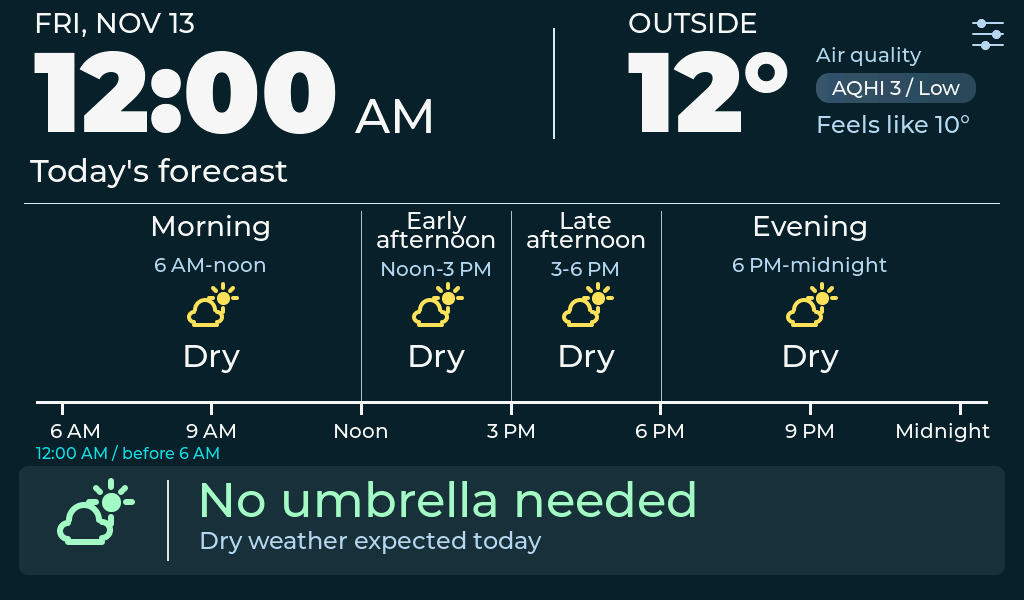 FRI, NOV 13
12:00 AM
OUTSIDE
12°
Air quality
AQHI 3 / Low
Feels like 10°
Today's forecast
Morning
6 AM-noon
Dry
Early
afternoon
Noon-3 PM
Dry
Late
afternoon
3-6 PM
Dry
Evening
6 PM-midnight
Dry
6 AM
9 AM
Noon
3 PM
6 PM
9 PM
Midnight
12:00 AM / before 6 AM
No umbrella needed
Dry weather expected today